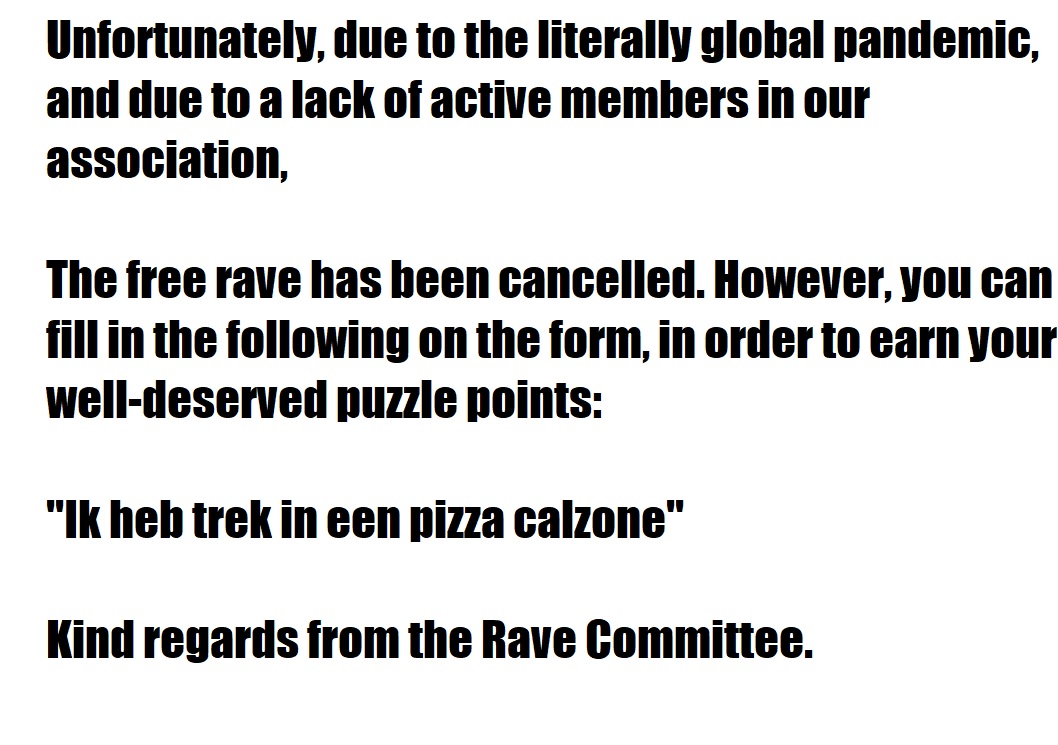 Unfortunately, due to the literally global pandemic,
and due to a lack of active members in our
association,
The free rave has been cancelled. However, you can
fill in the following on the form, in order to earn your
well-deserved puzzle points:
"Ik heb trek in een pizza calzone"
Kind regards from the Rave Committee.